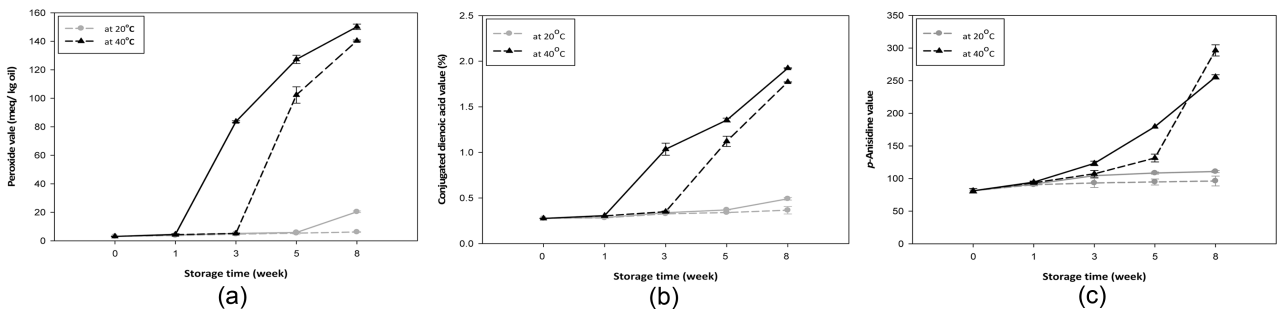 160
140
120
100
80
60
40
20
0
Peroxide vale (meq/ kg oil)
at 20°C
at 40°C
0 1 3 5 8
Storage time (week)
(a)
2.5
2.0
1.5
1.0
0.5
0.0
Conjugated dienoic acid value (%)
at 20°C
at 40°C
0 1 3 5 8
Storage time (week)
(b)
350
300
250
200
150
100
50
0
p-Anisidine value
at 20°C
at 40°C
0 1 3 5 8
Storage time (week)
(c)